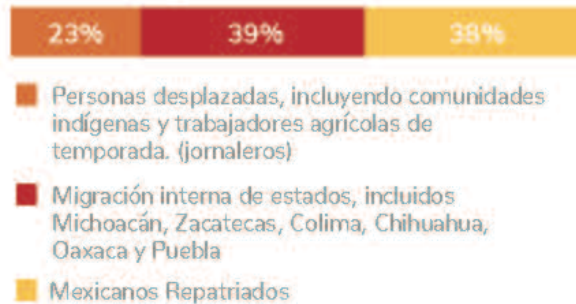 23% 39% 38%
Personas desplazadas, incluyendo comunidades
indígenas y trabajadores agrícolas de
temporada. (jornaleros)
Migración interna de estados, incluidos
Michoacán, Zacatecas, Colima, Chihuahua,
Oaxaca y Puebla
Mexicanos Repatriados